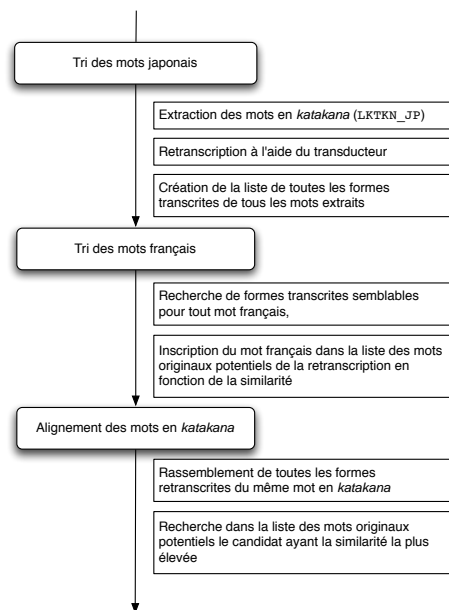 Tri des mots japonais
Extraction des mots en katakana (LKTKN_JP)
Retranscription à l'aide du transducteur
Création de la liste de toutes les formes
transcrites de tous les mots extraits
Tri des mots français
Recherche de formes transcrites semblables
pour tout mot français,
Inscription du mot français dans la liste des mots
originaux potentiels de la retranscription en
fonction de la similarité
Alignement des mots en katakana
Rassemblement de toutes les formes
retranscrites du même mot en katakana
Recherche dans la liste des mots originaux
potentiels le candidat ayant la similarité la plus
élevée